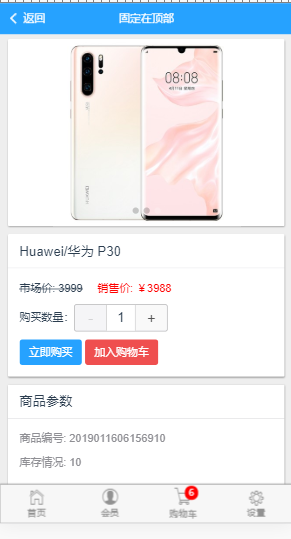 返回
固定在顶部
08:08
Huawei/华为 P30
市场价: 3999 销售价: ￥3988
购买数量: - 1 +
立即购买 加入购物车
商品参数
商品编号: 2019011606156910
库存情况: 10
6
首页 会员 购物车 设置